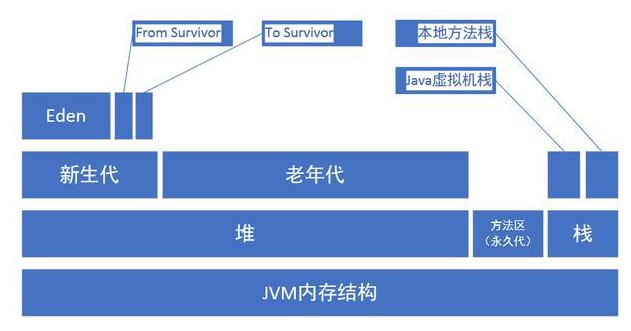 From Survivor
To Survivor
本地方法栈
Java虚拟机栈
Eden
新生代
老年代
堆
方法区
(永久代)
栈
JVM内存结构